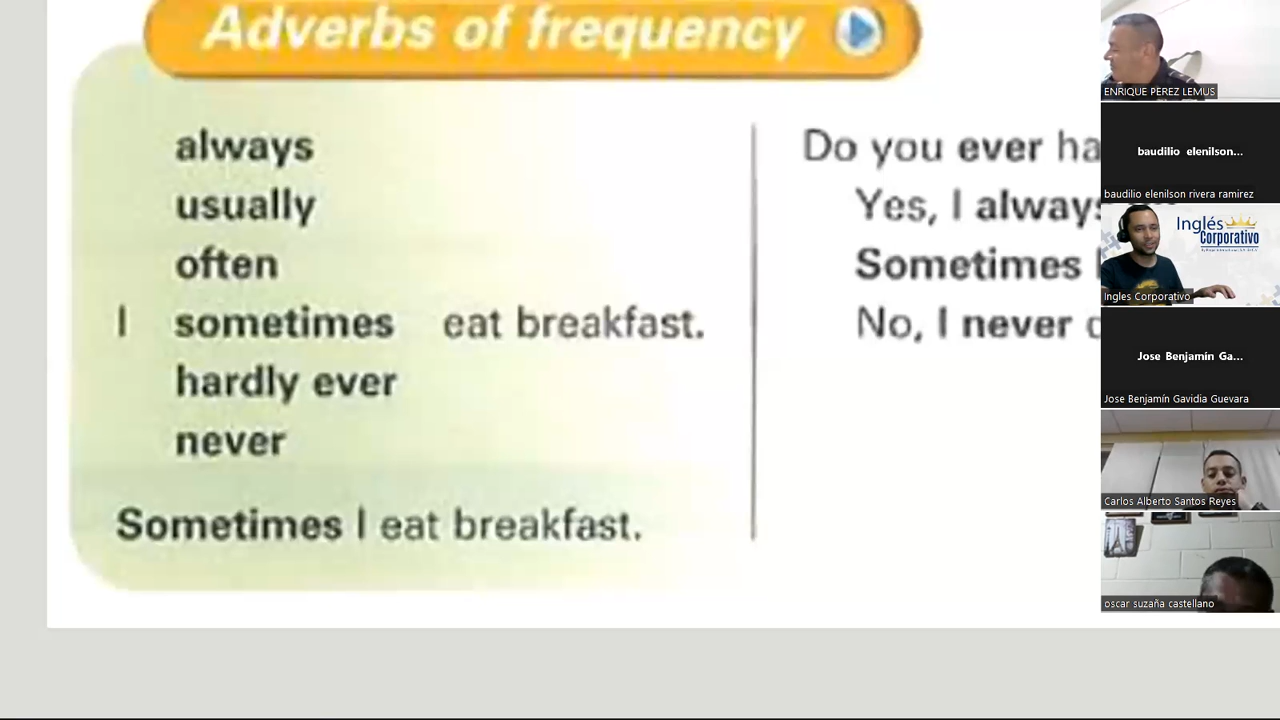 Adverbs of frequency
always
usually
often
I sometimes eat breakfast.
hardly ever
never
Sometimes I eat breakfast.
Do you ever ha
Yes, I always
Sometimes
No, I never
ENRIQUE PEREZ LEMUS
baudilio elenilson...
baudilio elenilson rivera ramirez
Inglés
Corporativo
Ingles Corporativo
Jose Benjamín Ga...
Jose Benjamín Gavidia Guevara
Carlos Alberto Santos Reyes
oscar suzaña castellano